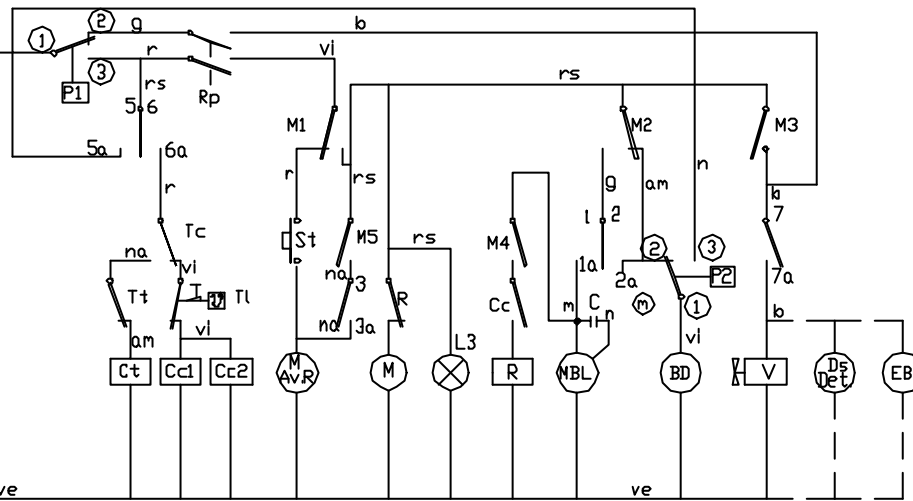 2 g b
1 r vi
3 rs
P1 5 6 Rp rs
M1 M2 M3
5a 6a
r r rs g am n b
Tc St M5 M4 1 2 2 3 7
na vi na 3 1a 2a P2 7a
Tt T Tl R Cc m C n m 1 b
am vi na 3a L3 vi
Ct Cc1 Cc2 M Av.R M R MBL BD V Ds Det. EB
ve ve